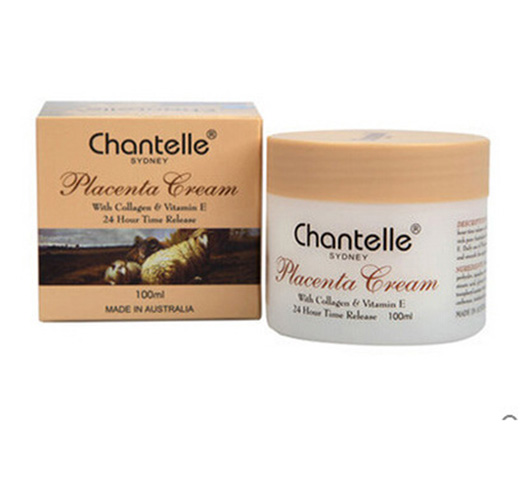 Chantelle®
SYDNEY
Placenta Cream
With Collagen & Vitamin E
24 Hour Time Release
100ml
MADE IN AUSTRALIA
Chantelle®
SYDNEY
Placenta Cream
With Collagen & Vitamin E
24 Hour Time Release 100ml